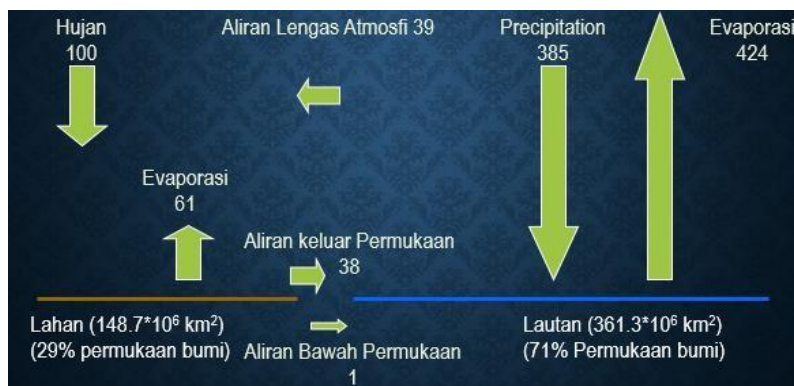 Hujan
100
Aliran Lengas Atmosfi 39
Precipitation
385
Evaporasi
424
Evaporasi
61
Aliran keluar Permukaan
38
Lahan (148.7*10⁶ km²)
(29% permukaan bumi)
Aliran Bawah Permukaan
1
Lautan (361.3*10⁶ km²)
(71% Permukaan bumi)